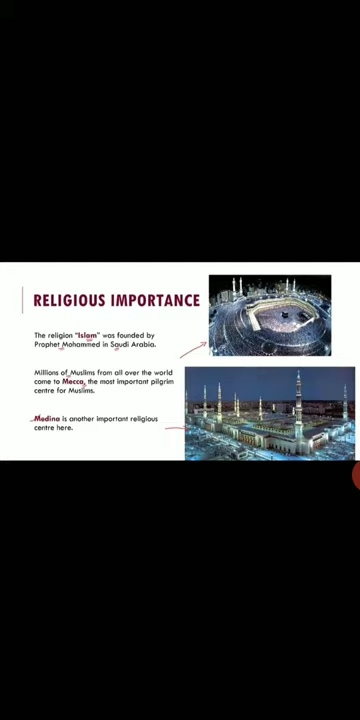 RELIGIOUS IMPORTANCE
The religion "Islam" was founded by
Prophet Mohammed in Saudi Arabia.
Millions of Muslims from all over the world
come to Mecca, the most important pilgrim
centre for Muslims.
Medina is another important religious
centre here.